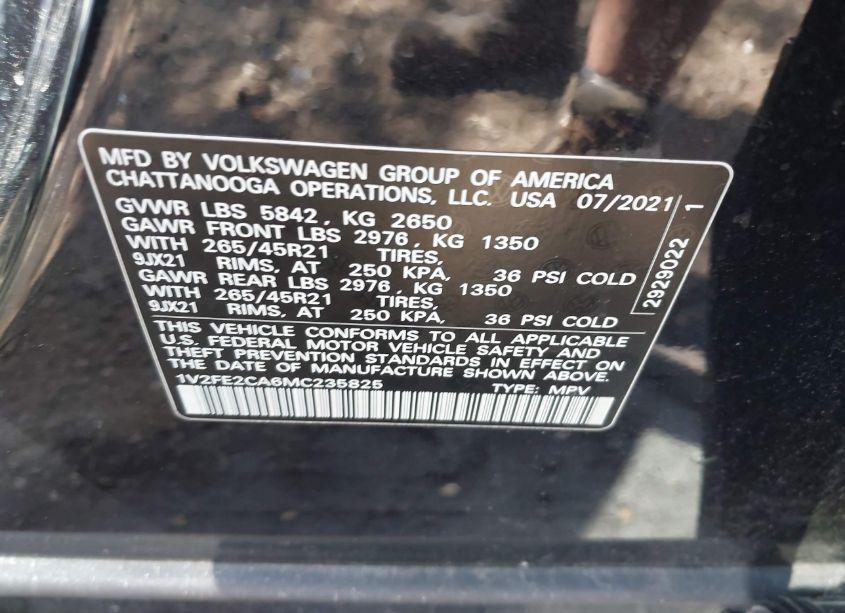 MFD BY VOLKSWAGEN GROUP OF AMERICA
CHATTANOOGA OPERATIONS, LLC. USA 07/2021
GVWR LBS 5842, KG 2650
GAWR FRONT LBS 2976, KG 1350
WITH 265/45R21 TIRES,
9JX21 RIMS, AT 250 KPA, 36 PSI COLD
GAWR REAR LBS 2976, KG 1350
WITH 265/45R21 TIRES,
9JX21 RIMS, AT 250 KPA, 36 PSI COLD
THIS VEHICLE CONFORMS TO ALL APPLICABLE
U.S. FEDERAL MOTOR VEHICLE SAFETY AND
THEFT PREVENTION STANDARDS IN EFFECT ON
THE DATE OF MANUFACTURE SHOWN ABOVE.
1V2FE2CA6MC235825 TYPE: MPV
2929022 1